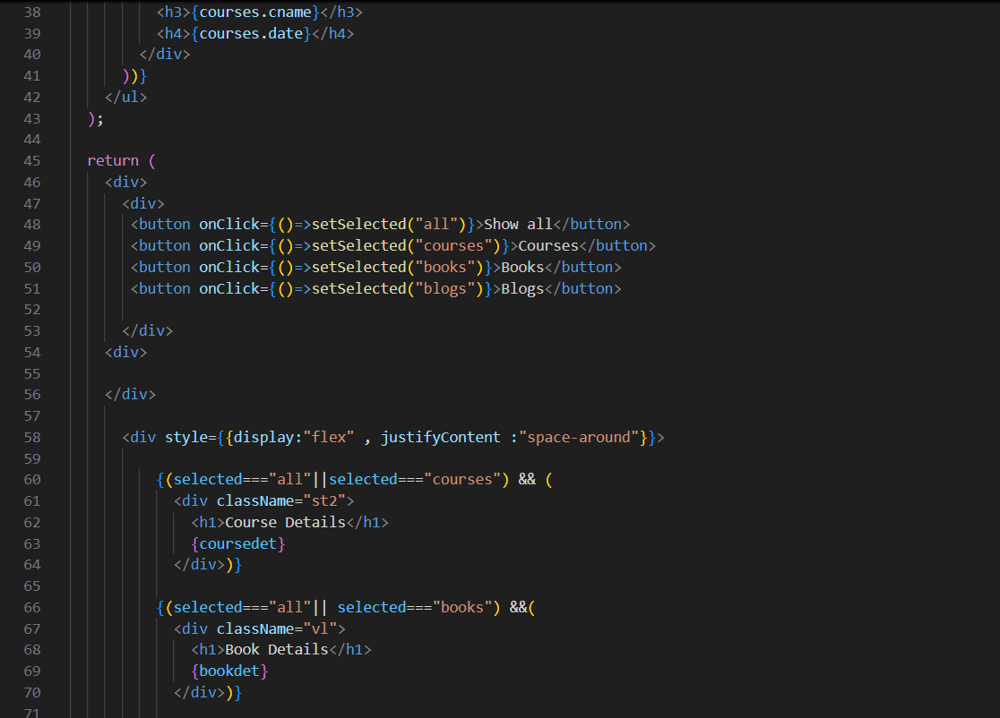 38 <h3>{courses.cname}</h3>
39 <h4>{courses.date}</h4>
40 </div>
41 ))}
42 </ul>
43 );
44
45 return (
46 <div>
47 <div>
48 <button onClick={()=>setSelected("all")}>Show all</button>
49 <button onClick={()=>setSelected("courses")}>Courses</button>
50 <button onClick={()=>setSelected("books")}>Books</button>
51 <button onClick={()=>setSelected("blogs")}>Blogs</button>
52
53 </div>
54 <div>
55
56 </div>
57
58 <div style={{display:"flex" , justifyContent :"space-around"}}>
59
60 {(selected==="all"||selected==="courses") && (
61 <div className="st2">
62 <h1>Course Details</h1>
63 {coursedet}
64 </div>)}
65
66 {(selected==="all"|| selected==="books") &&(
67 <div className="vl">
68 <h1>Book Details</h1>
69 {bookdet}
70 </div>)}
71